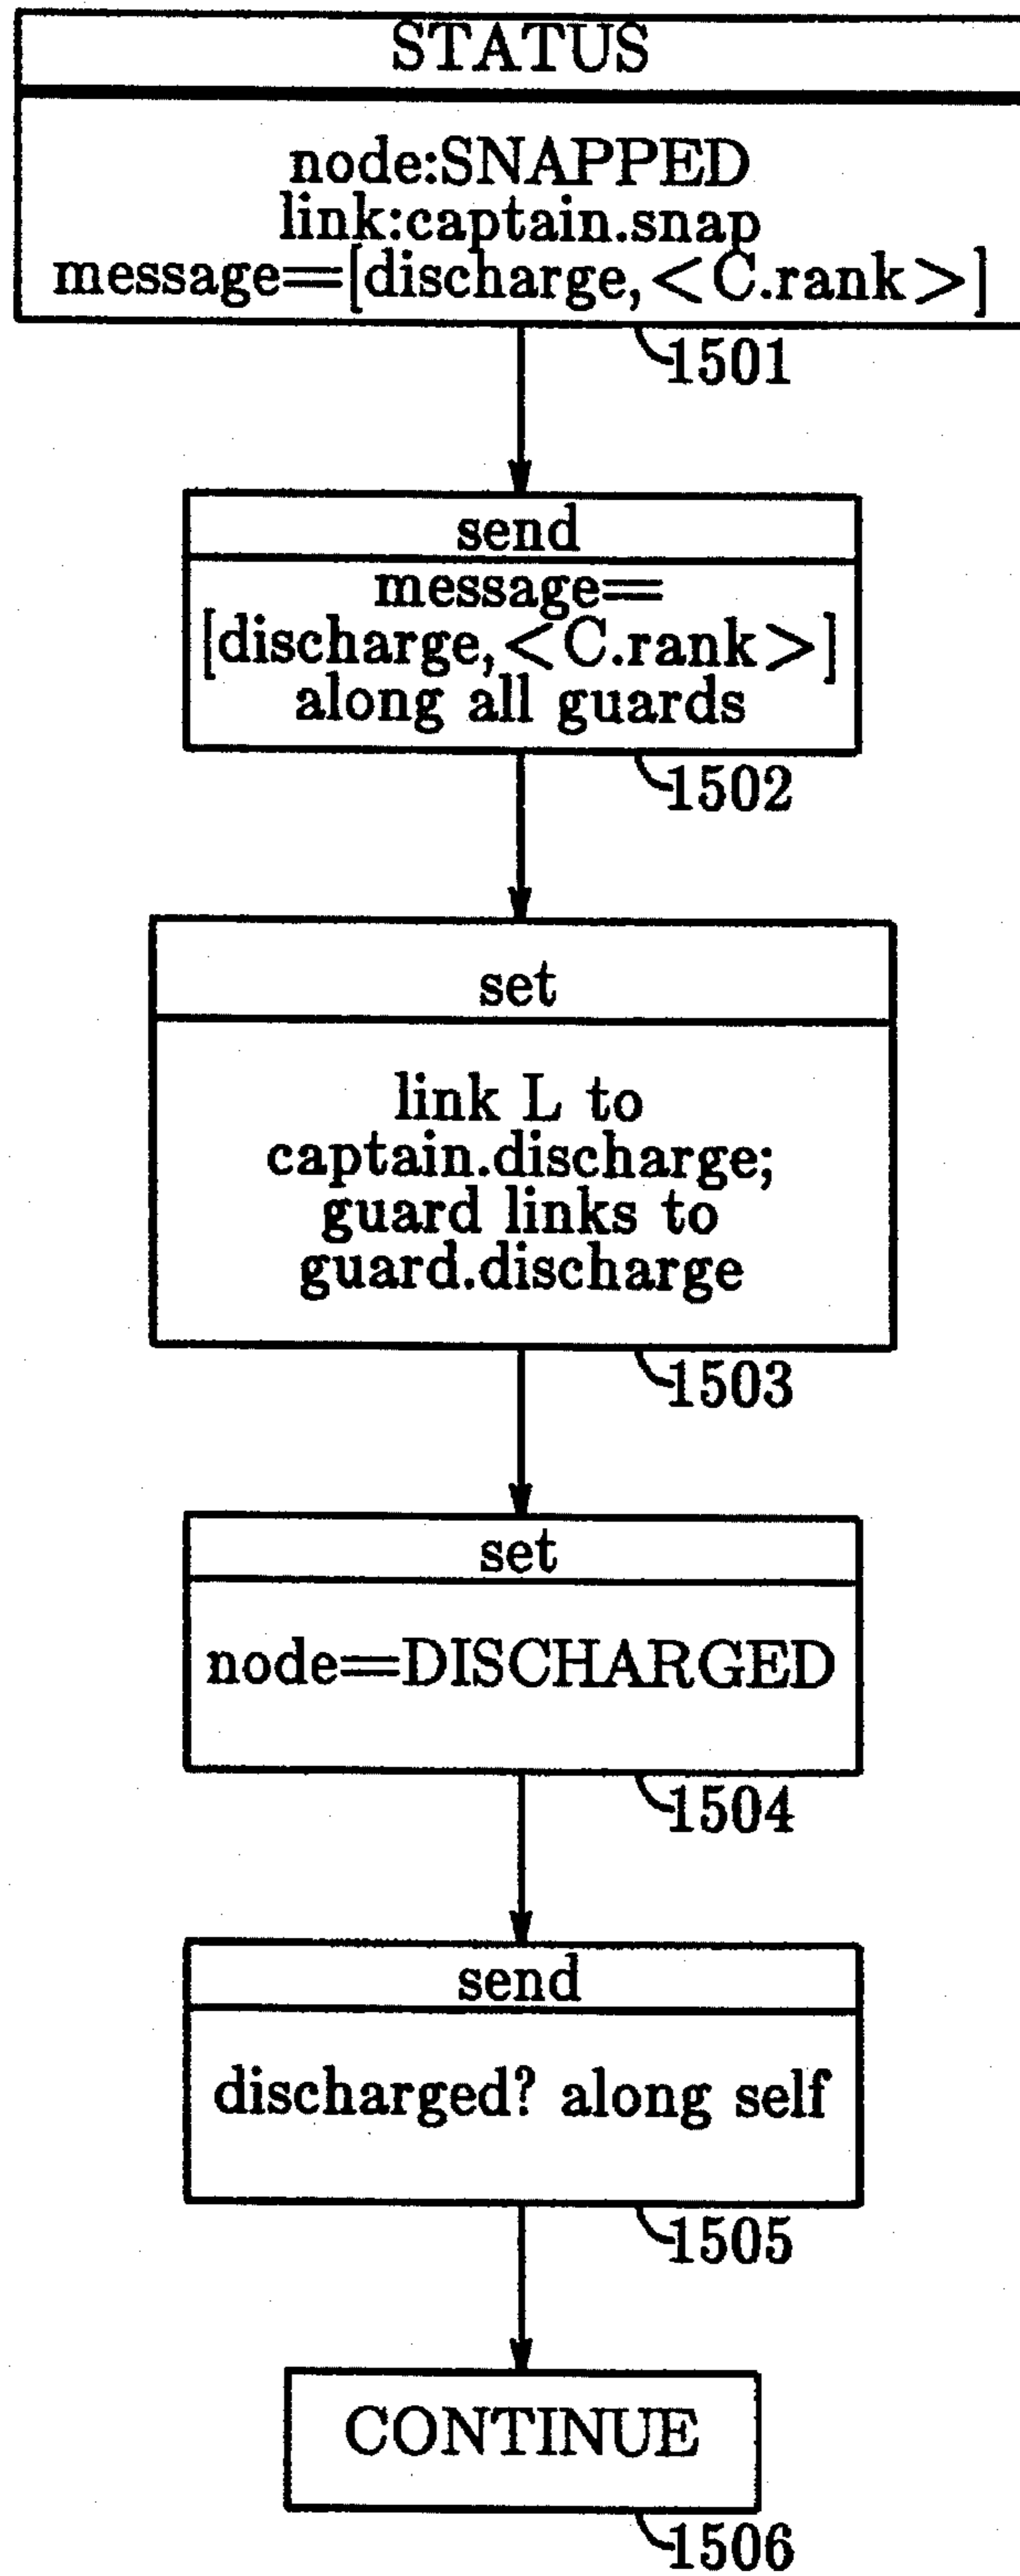 STATUS
node:SNAPPED
link:captain.snap
message=[discharge,<C.rank>]
1501
send
message=
[discharge,<C.rank>]
along all guards
1502
set
link L to
captain.discharge;
guard links to
guard.discharge
1503
set
node=DISCHARGED
1504
send
discharged? along self
1505
CONTINUE
1506